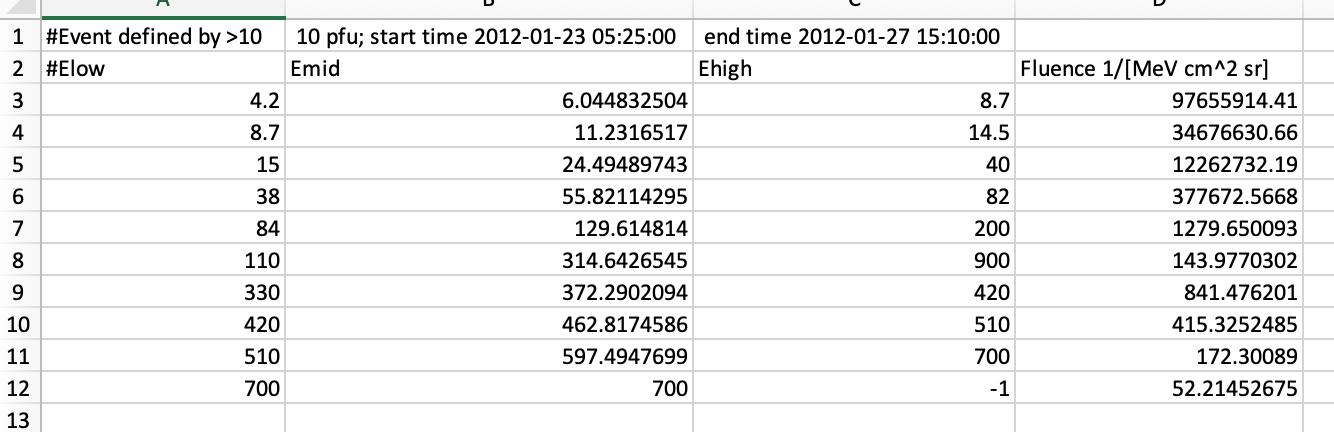 A B C D
1 #Event defined by >10 10 pfu; start time 2012-01-23 05:25:00 end time 2012-01-27 15:10:00
2 #Elow Emid Ehigh Fluence 1/[MeV cm^2 sr]
3 4.2 6.044832504 8.7 97655914.41
4 8.7 11.2316517 14.5 34676630.66
5 15 24.49489743 40 12262732.19
6 38 55.82114295 82 377672.5668
7 84 129.614814 200 1279.650093
8 110 314.6426545 900 143.9770302
9 330 372.2902094 420 841.476201
10 420 462.8174586 510 415.3252485
11 510 597.4947699 700 172.30089
12 700 700 -1 52.21452675
13